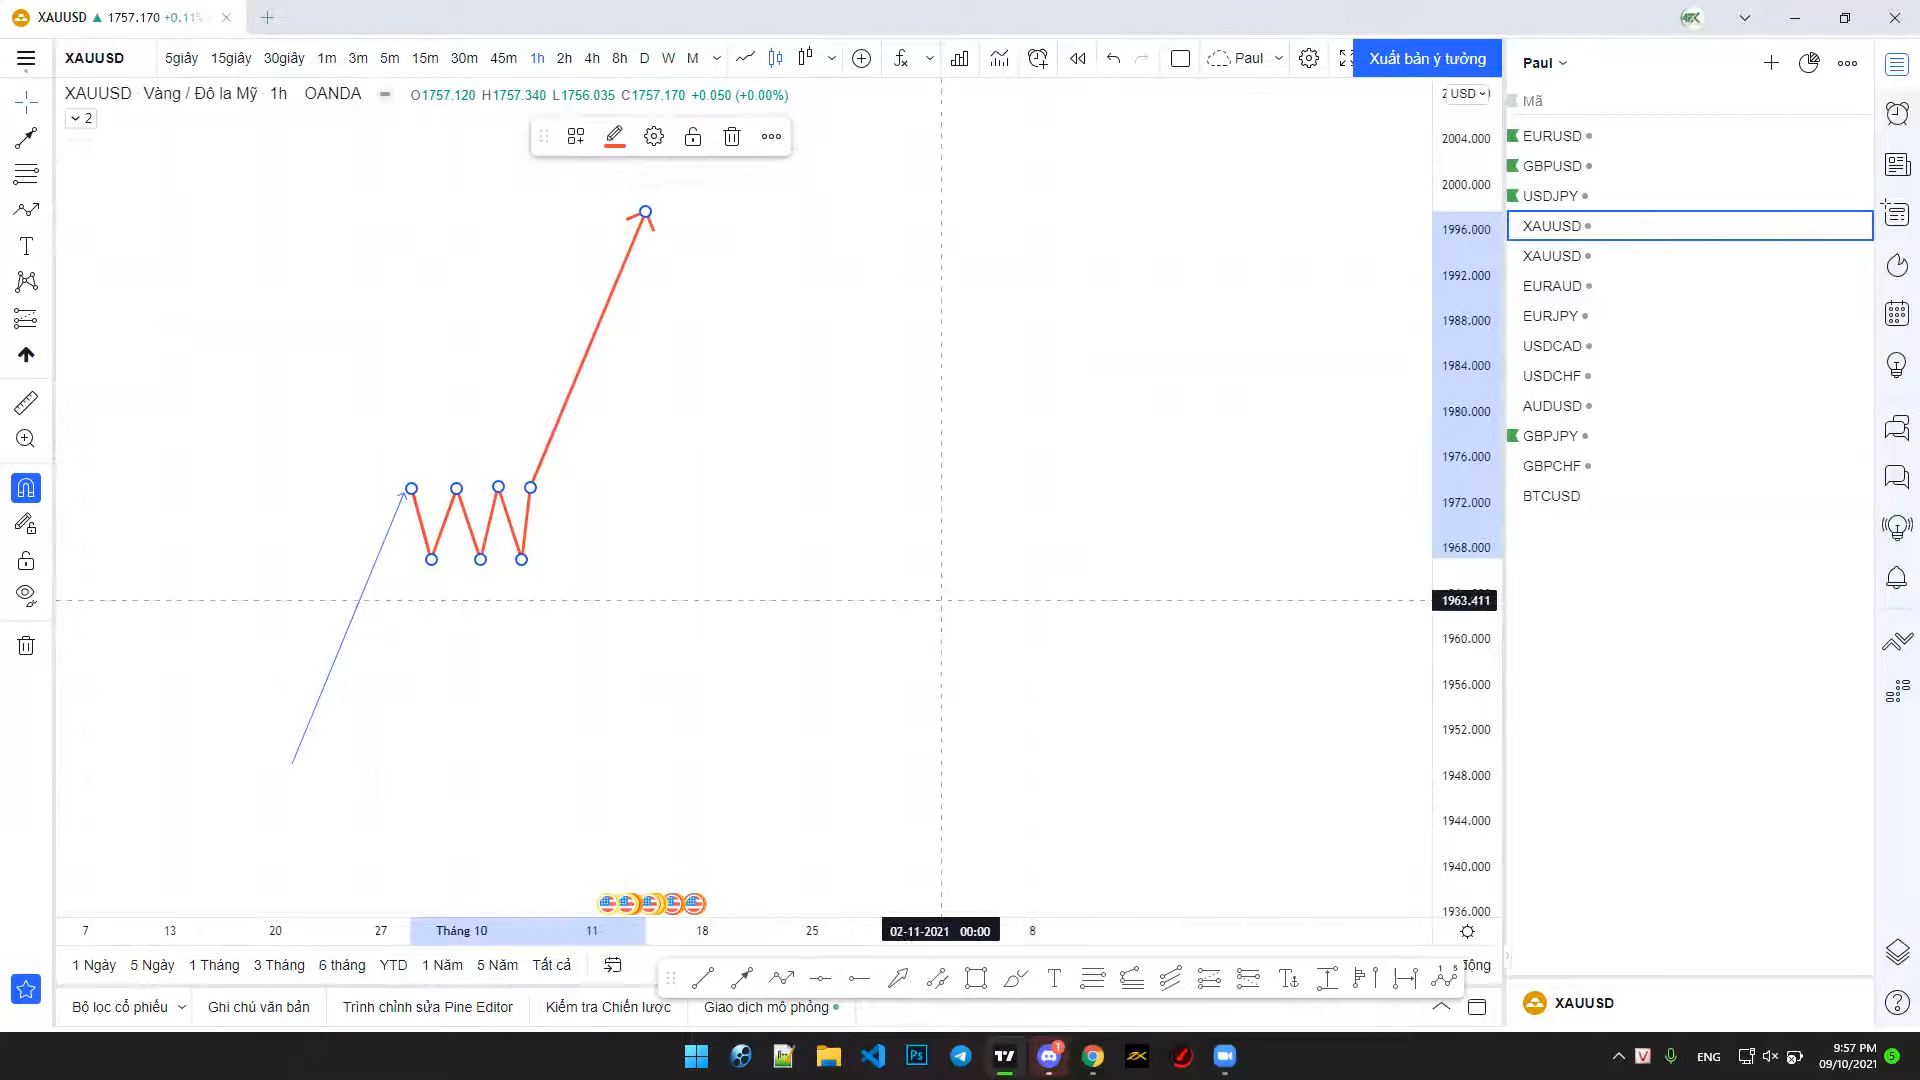 XAUUSD ▲ 1757.170 +0.11%
4FX
XAUUSD
5giây 15giây 30giây 1m 3m 5m 15m 30m 45m 1h 2h 4h 8h D W M
Paul
Xuất bản ý tưởng
XAUUSD Vàng / Đô la Mỹ 1h OANDA
O1757.120 H1757.340 L1756.035 C1757.170 +0.050 (+0.00%)
2
USD
2004.000
2000.000
1996.000
1992.000
1988.000
1984.000
1980.000
1976.000
1972.000
1968.000
1963.411
1960.000
1956.000
1952.000
1948.000
1944.000
1940.000
1936.000
7 13 20 27 Tháng 10 11 18 25 02-11-2021 00:00 8
1 Ngày 5 Ngày 1 Tháng 3 Tháng 6 tháng YTD 1 Năm 5 Năm Tất cả
động
Bộ lọc cổ phiếu Ghi chú văn bản Trình chỉnh sửa Pine Editor Kiểm tra Chiến lược Giao dịch mô phỏng
Paul
Mã
EURUSD
GBPUSD
USDJPY
XAUUSD
XAUUSD
EURAUD
EURJPY
USDCAD
USDCHF
AUDUSD
GBPJPY
GBPCHF
BTCUSD
XAUUSD
Ps
1
V
ENG
9:57 PM
09/10/2021
5